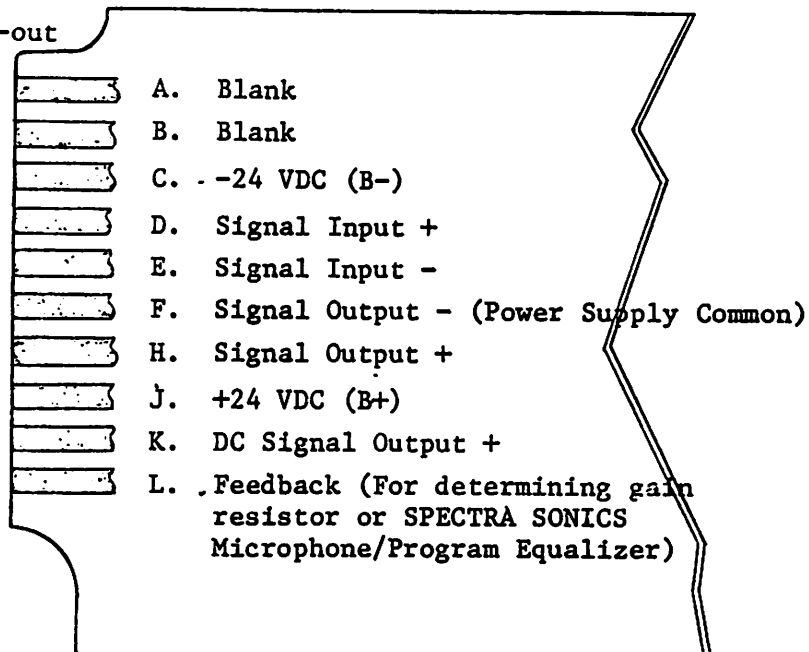 -out
A. Blank
B. Blank
C. -24 VDC (B-)
D. Signal Input +
E. Signal Input -
F. Signal Output - (Power Supply Common)
H. Signal Output +
J. +24 VDC (B+)
K. DC Signal Output +
L. Feedback (For determining gain
resistor or SPECTRA SONICS
Microphone/Program Equalizer)